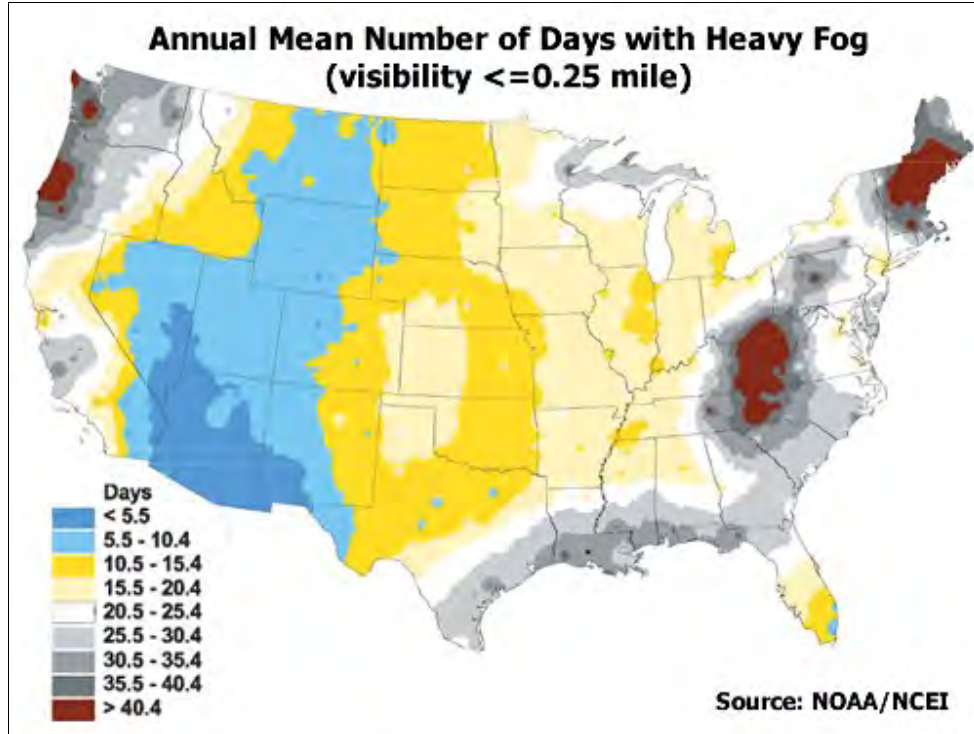 Annual Mean Number of Days with Heavy Fog
(visibility <=0.25 mile)
Days
< 5.5
5.5 - 10.4
10.5 - 15.4
15.5 - 20.4
20.5 - 25.4
25.5 - 30.4
30.5 - 35.4
35.5 - 40.4
> 40.4
Source: NOAA/NCEI